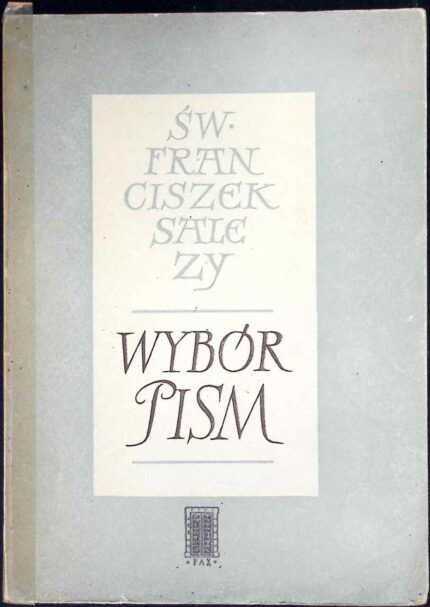 ŚW.
FRAN
CISZEK
SALE
ZY
WYBÓR
PISM
• PAX •